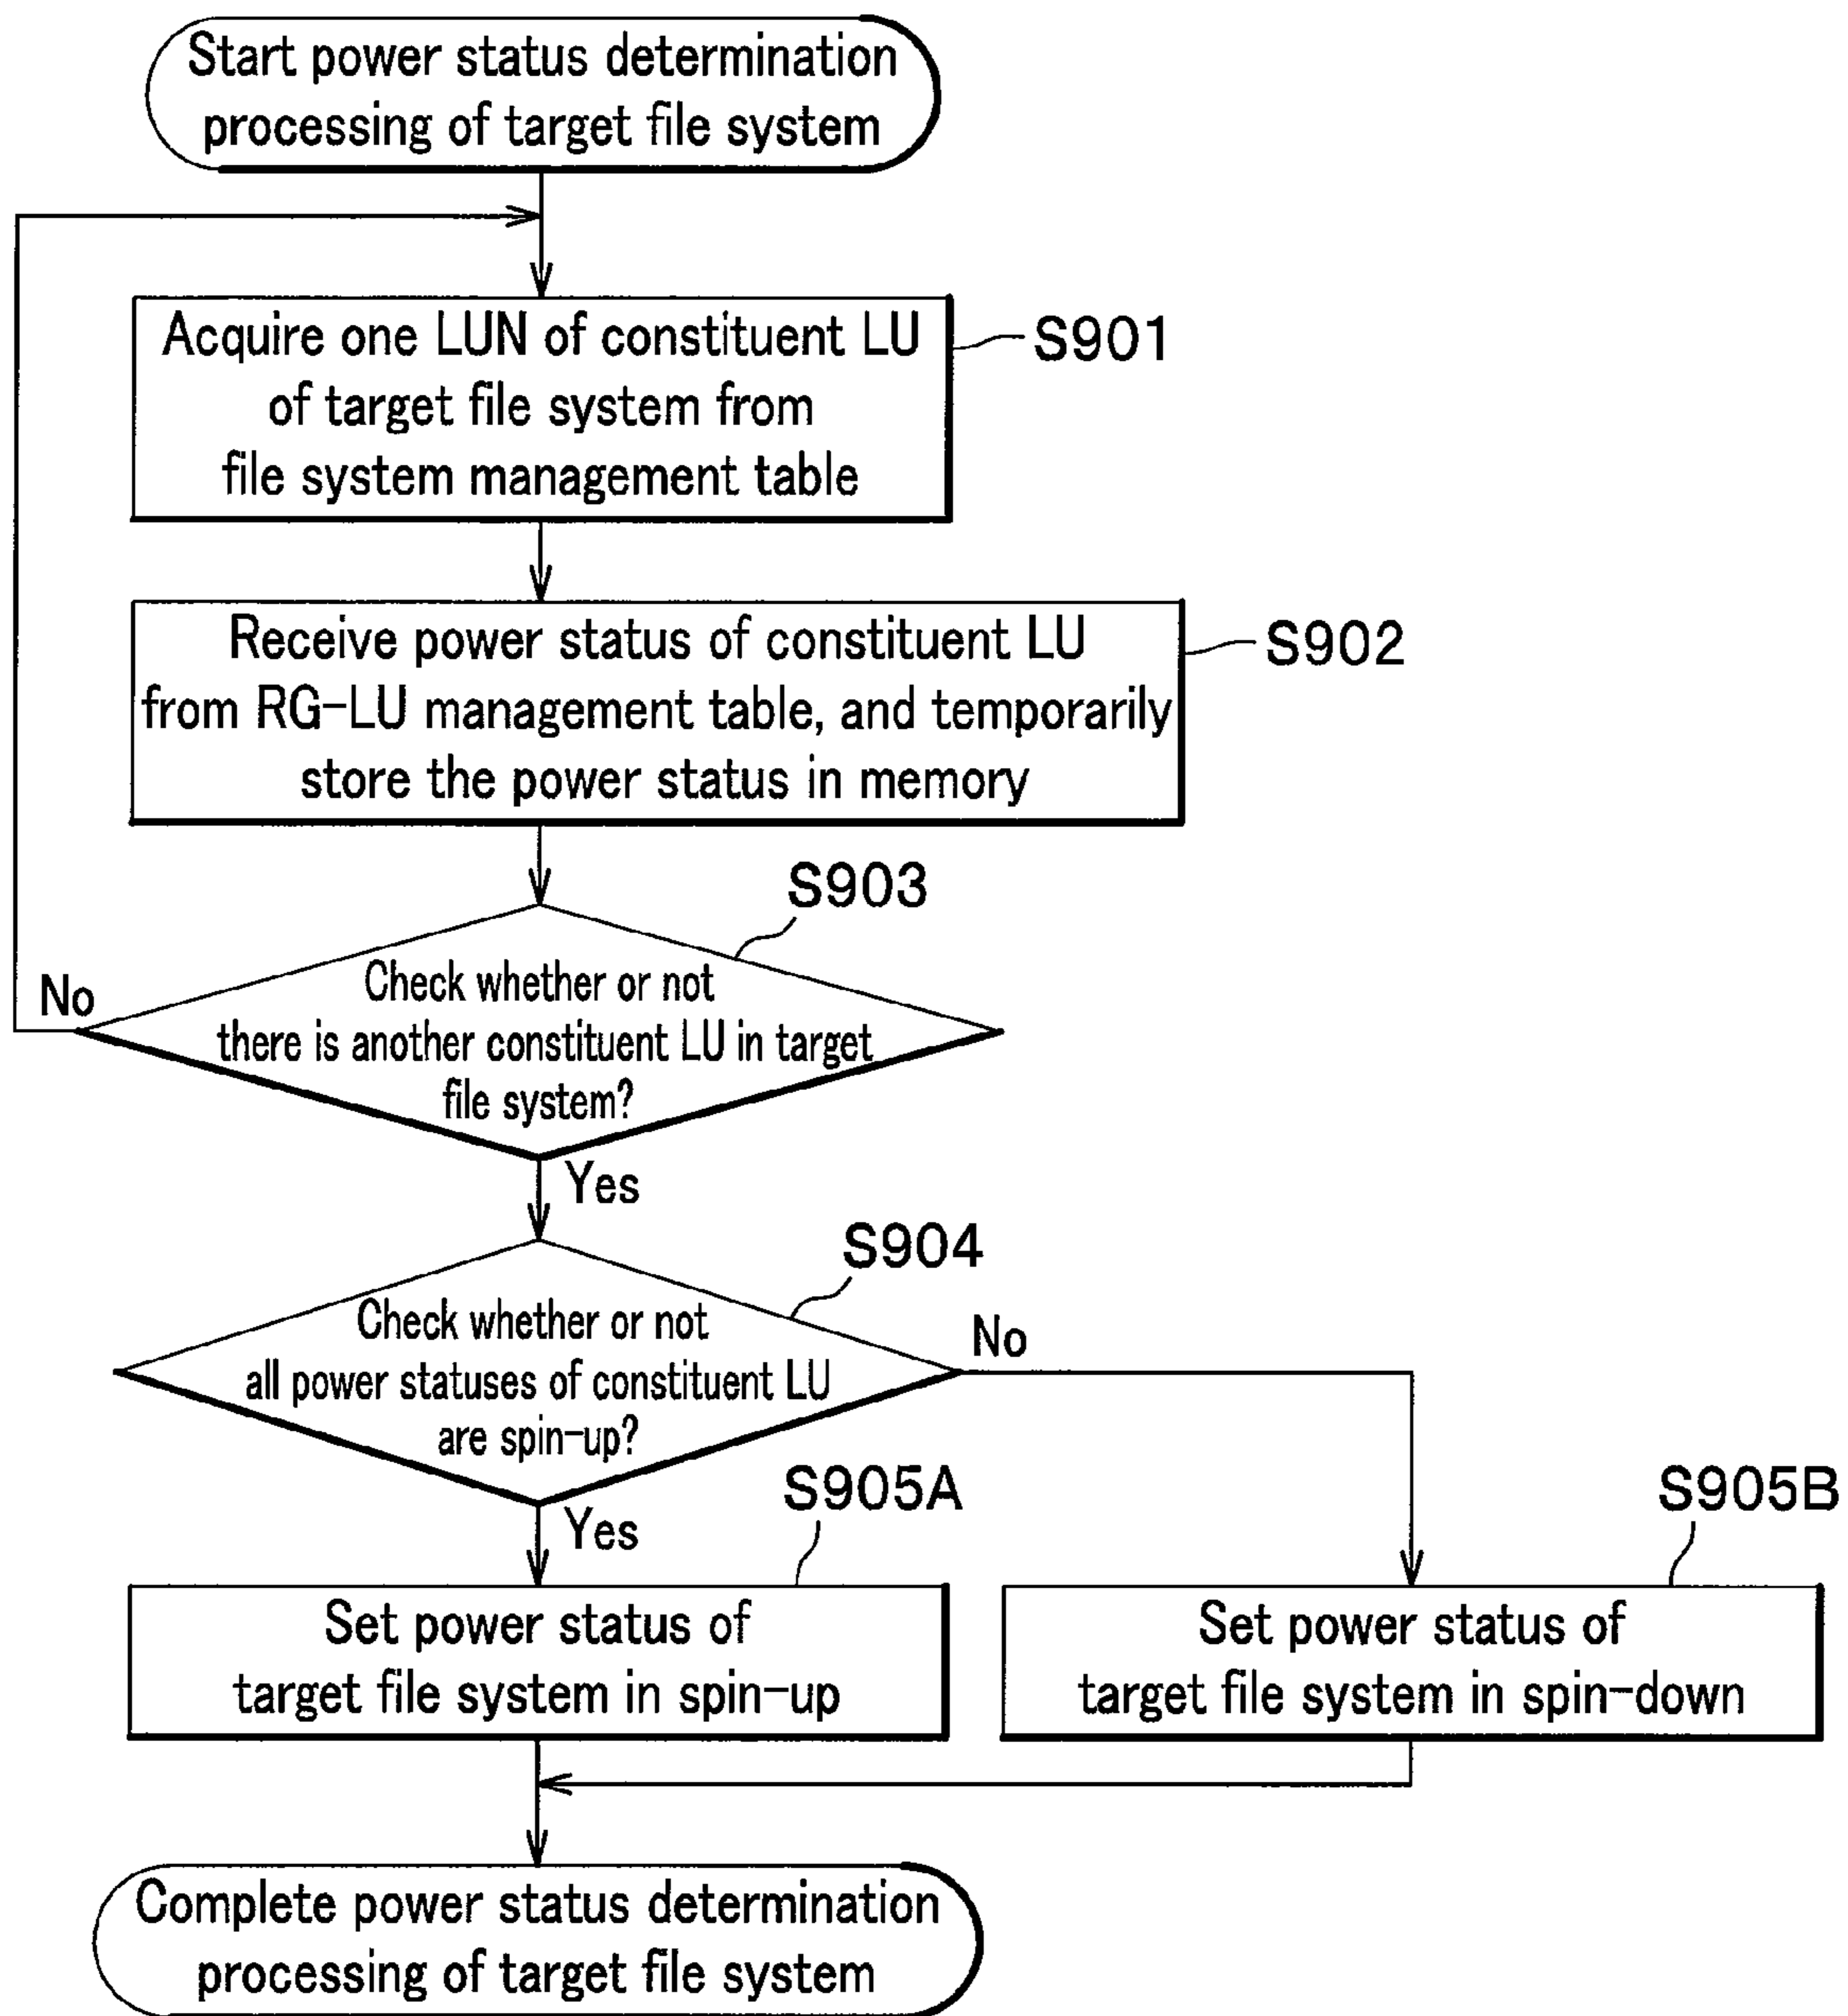 Start power status determination
processing of target file system
Acquire one LUN of constituent LU
of target file system from
file system management table
S901
Receive power status of constituent LU
from RG-LU management table, and temporarily
store the power status in memory
S902
S903
Check whether or not
there is another constituent LU in target
file system?
No
Yes
S904
Check whether or not
all power statuses of constituent LU
are spin-up?
No
Yes
S905A
Set power status of
target file system in spin-up
S905B
Set power status of
target file system in spin-down
Complete power status determination
processing of target file system